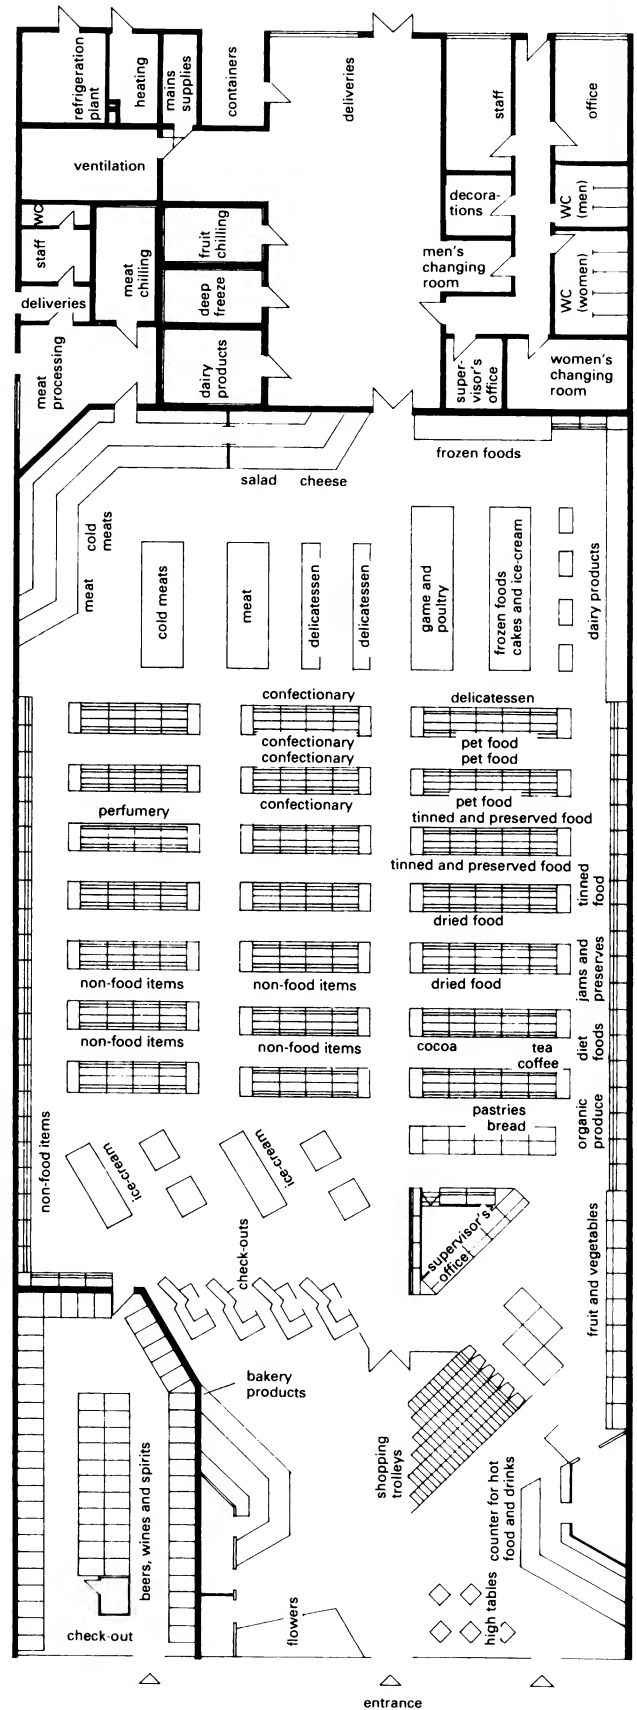 refrigeration
plant
heating
mains
supplies
containers
deliveries
staff
office
ventilation
WC
staff
deliveries
meat
chilling
fruit
chilling
deep
freeze
dairy
products
decora-
tions
WC
(men)
men's
changing
room
WC
(women)
meat
processing
super-
visor's
office
women's
changing
room
salad
cheese
frozen foods
cold
meats
meat
cold meats
meat
delicatessen
delicatessen
game and
poultry
frozen foods
cakes and ice-cream
dairy products
confectionary
delicatessen
confectionary
pet food
confectionary
pet food
perfumery
confectionary
pet food
tinned and preserved food
tinned and preserved food
tinned
food
dried food
non-food items
non-food items
dried food
jams and
preserves
non-food items
non-food items
cocoa
tea
coffee
diet
foods
pastries
bread
organic
produce
non-food items
ice-cream
ice-cream
check-outs
supervisor's
office
fruit and vegetables
bakery
products
shopping
trolleys
counter for hot
food and drinks
beers, wines and spirits
check-out
flowers
high tables
entrance